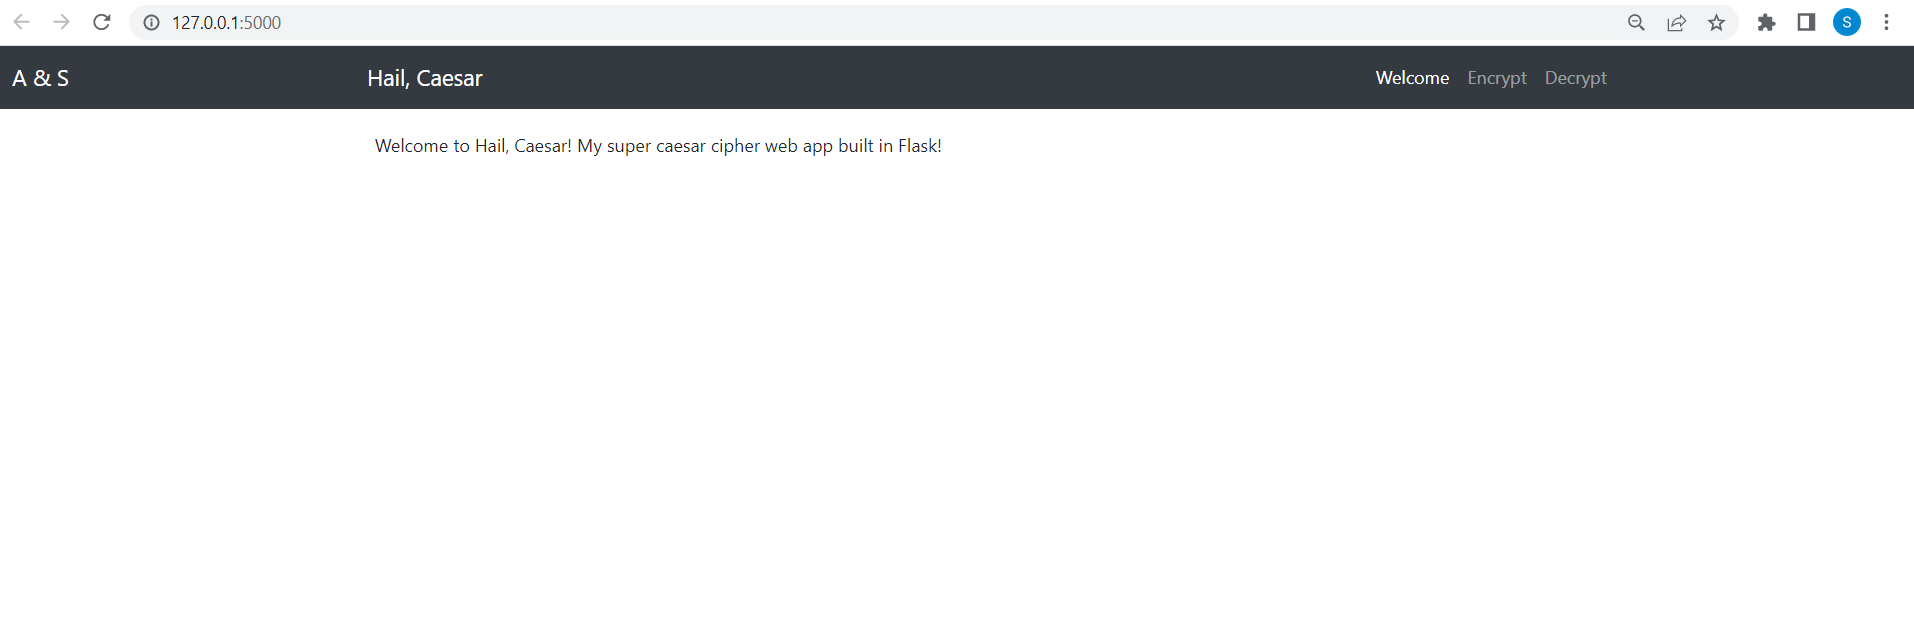 127.0.0.1:5000
S
A & S Hail, Caesar Welcome Encrypt Decrypt
Welcome to Hail, Caesar! My super caesar cipher web app built in Flask!